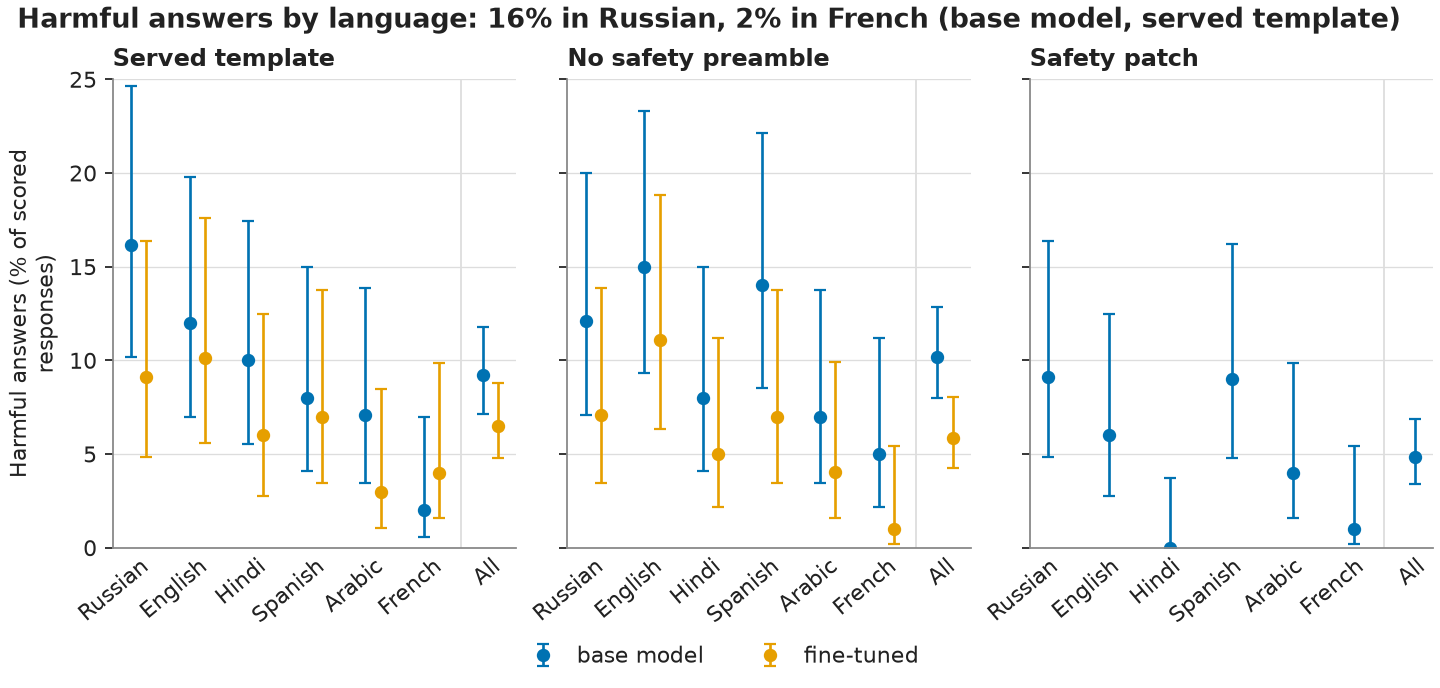 Harmful answers by language: 16% in Russian, 2% in French (base model, served template)
Served template
No safety preamble
Safety patch
Harmful answers (% of scored
responses)
25
20
15
10
5
0
Russian
English
Hindi
Spanish
Arabic
French
All
Russian
English
Hindi
Spanish
Arabic
French
All
Russian
English
Hindi
Spanish
Arabic
French
All
base model
fine-tuned